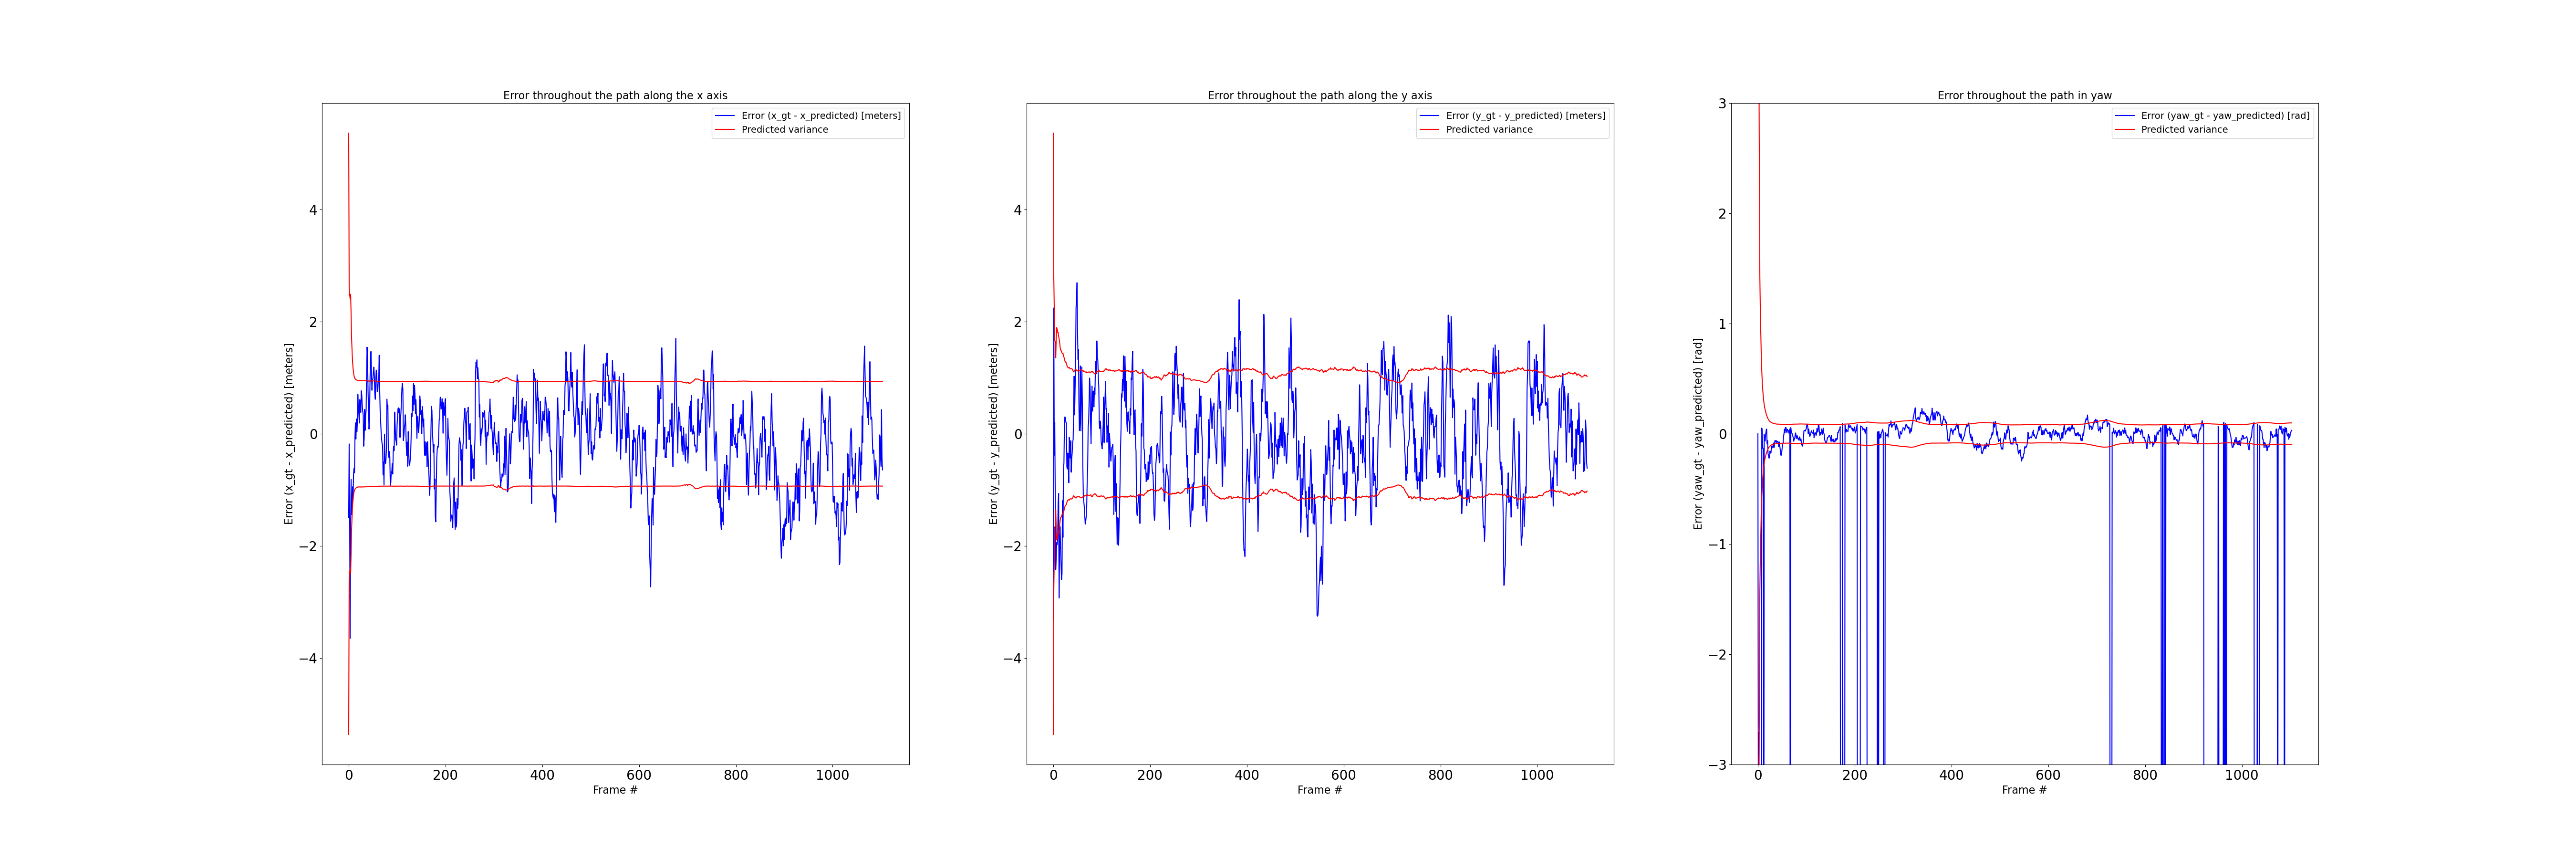 Error throughout the path along the x axis
Error (x_gt - x_predicted) [meters]
Predicted variance
Error (x_gt - x_predicted) [meters]
4
2
0
−2
−4
0 200 400 600 800 1000
Frame #
Error throughout the path along the y axis
Error (y_gt - y_predicted) [meters]
Predicted variance
Error (y_gt - y_predicted) [meters]
4
2
0
−2
−4
0 200 400 600 800 1000
Frame #
Error throughout the path in yaw
Error (yaw_gt - yaw_predicted) [rad]
Predicted variance
Error (yaw_gt - yaw_predicted) [rad]
3
2
1
0
−1
−2
−3
0 200 400 600 800 1000
Frame #